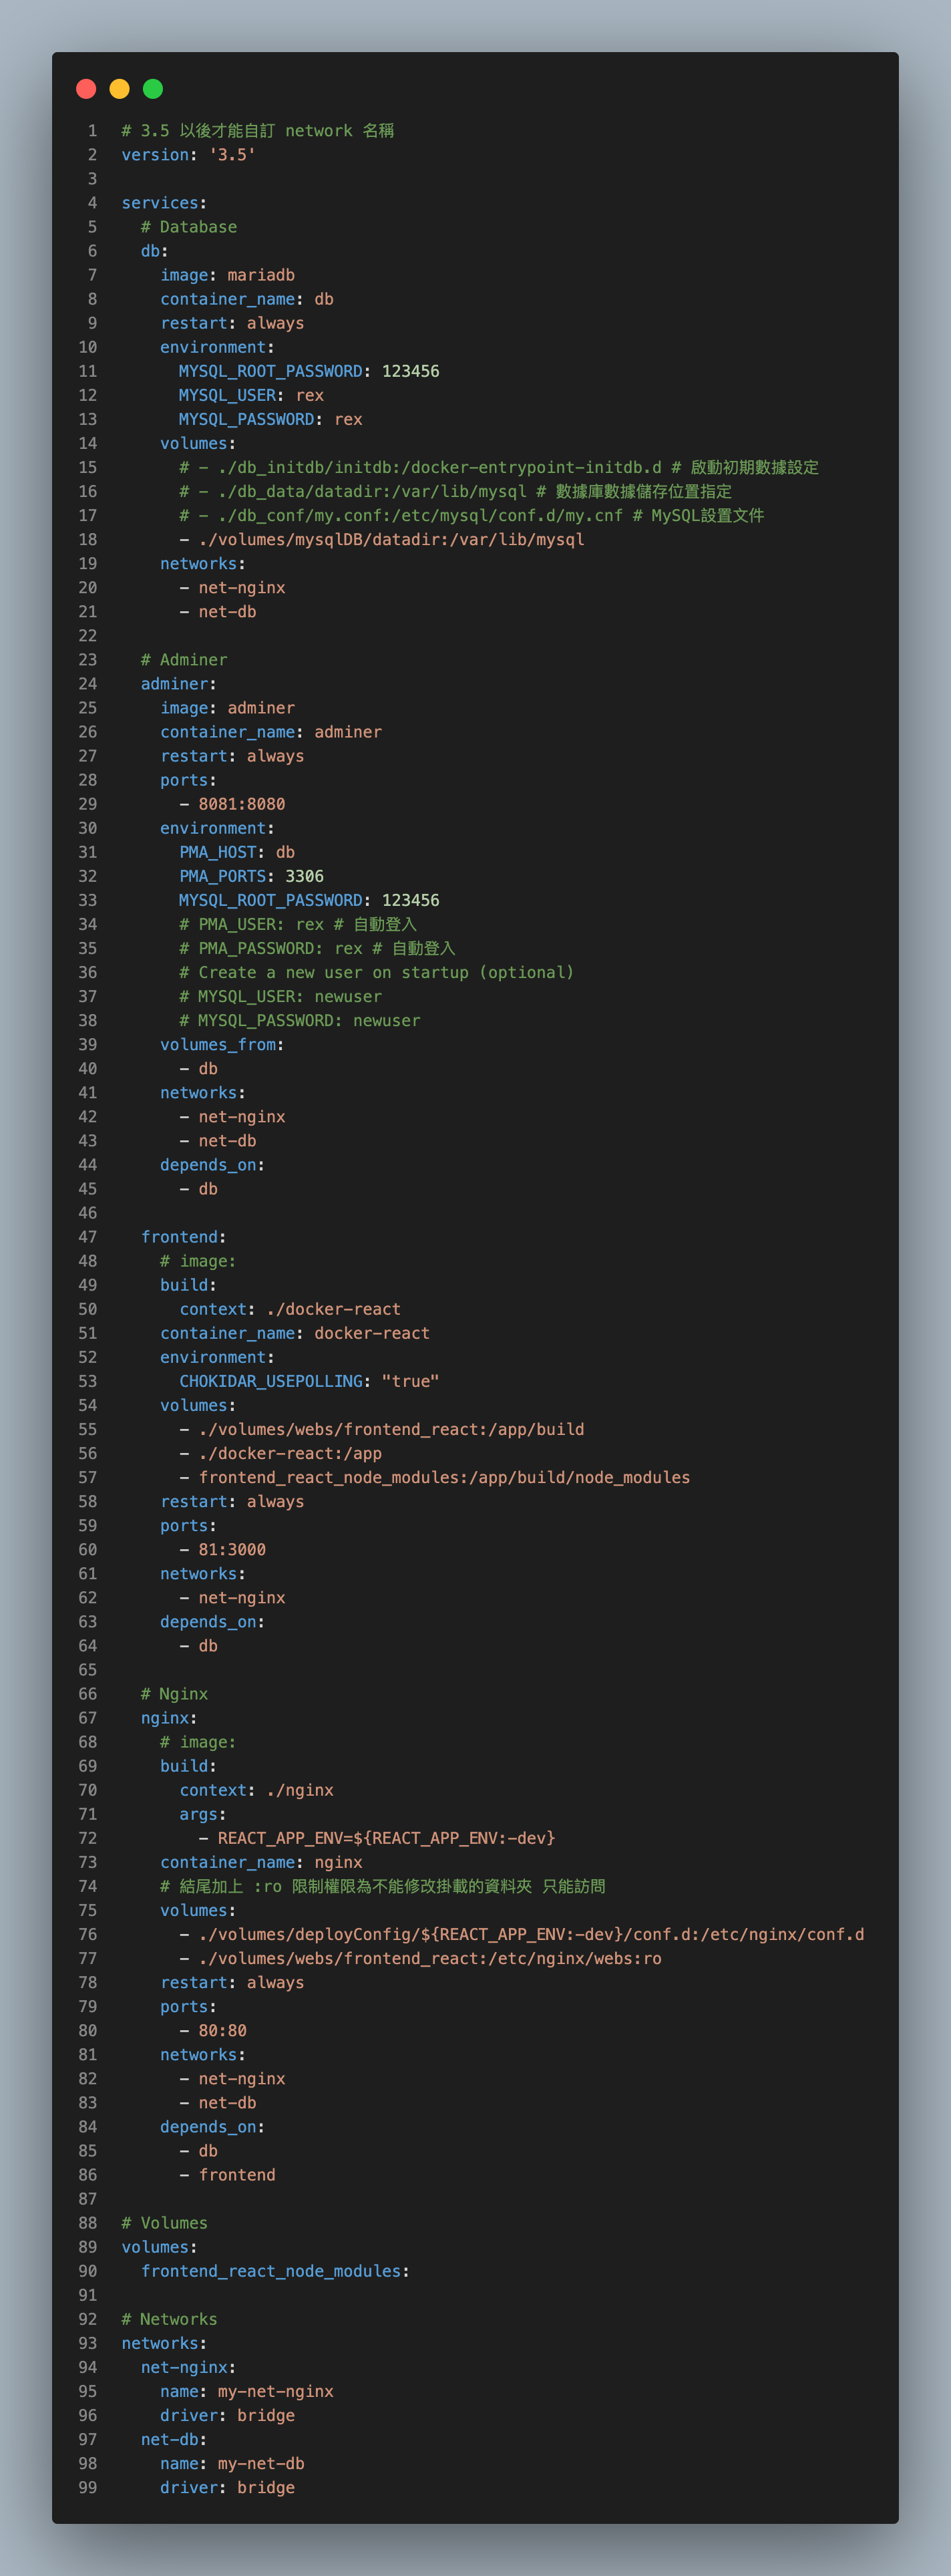 1 # 3.5 以後才能自訂 network 名稱
2 version: '3.5'
3
4 services:
5   # Database
6   db:
7     image: mariadb
8     container_name: db
9     restart: always
10     environment:
11       MYSQL_ROOT_PASSWORD: 123456
12       MYSQL_USER: rex
13       MYSQL_PASSWORD: rex
14     volumes:
15       # - ./db_initdb/initdb:/docker-entrypoint-initdb.d # 啟動初期數據設定
16       # - ./db_data/datadir:/var/lib/mysql # 數據庫數據儲存位置指定
17       # - ./db_conf/my.conf:/etc/mysql/conf.d/my.cnf # MySQL設置文件
18       - ./volumes/mysqlDB/datadir:/var/lib/mysql
19     networks:
20       - net-nginx
21       - net-db
22
23   # Adminer
24   adminer:
25     image: adminer
26     container_name: adminer
27     restart: always
28     ports:
29       - 8081:8080
30     environment:
31       PMA_HOST: db
32       PMA_PORTS: 3306
33       MYSQL_ROOT_PASSWORD: 123456
34       # PMA_USER: rex # 自動登入
35       # PMA_PASSWORD: rex # 自動登入
36       # Create a new user on startup (optional)
37       # MYSQL_USER: newuser
38       # MYSQL_PASSWORD: newuser
39     volumes_from:
40       - db
41     networks:
42       - net-nginx
43       - net-db
44     depends_on:
45       - db
46
47   frontend:
48     # image:
49     build:
50       context: ./docker-react
51     container_name: docker-react
52     environment:
53       CHOKIDAR_USEPOLLING: "true"
54     volumes:
55       - ./volumes/webs/frontend_react:/app/build
56       - ./docker-react:/app
57       - frontend_react_node_modules:/app/build/node_modules
58     restart: always
59     ports:
60       - 81:3000
61     networks:
62       - net-nginx
63     depends_on:
64       - db
65
66   # Nginx
67   nginx:
68     # image:
69     build:
70       context: ./nginx
71       args:
72         - REACT_APP_ENV=${REACT_APP_ENV:-dev}
73     container_name: nginx
74     # 結尾加上 :ro 限制權限為不能修改掛載的資料夾 只能訪問
75     volumes:
76       - ./volumes/deployConfig/${REACT_APP_ENV:-dev}/conf.d:/etc/nginx/conf.d
77       - ./volumes/webs/frontend_react:/etc/nginx/webs:ro
78     restart: always
79     ports:
80       - 80:80
81     networks:
82       - net-nginx
83       - net-db
84     depends_on:
85       - db
86       - frontend
87
88 # Volumes
89 volumes:
90   frontend_react_node_modules:
91
92 # Networks
93 networks:
94   net-nginx:
95     name: my-net-nginx
96     driver: bridge
97   net-db:
98     name: my-net-db
99     driver: bridge